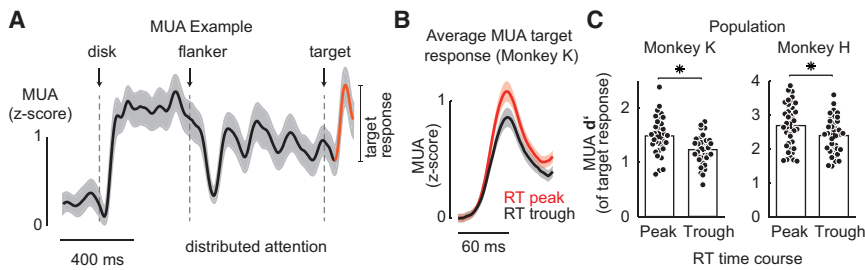 A
MUA Example
disk
flanker
target
MUA
(z-score)
1
0
target
response
400 ms
distributed attention
B
Average MUA target
response (Monkey K)
MUA
(z-score)
1
0
RT peak
RT trough
60 ms
C
Population
Monkey K
Monkey H
MUA d'
(of target response)
2
1
0
*
4
3
2
1
0
*
Peak Trough
Peak Trough
RT time course